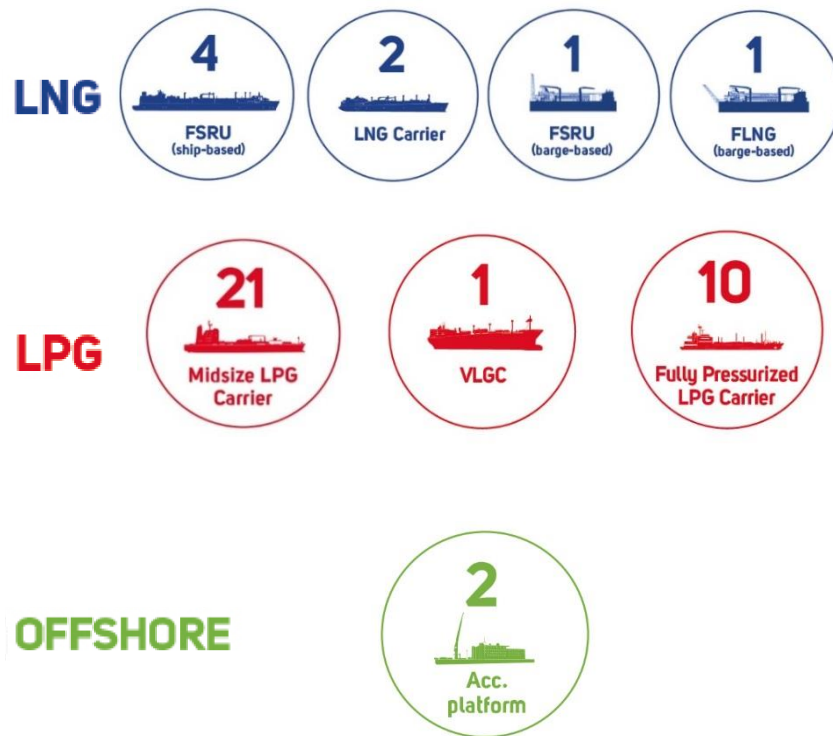 LNG
4
FSRU
(ship-based)
2
LNG Carrier
1
FSRU
(barge-based)
1
FLNG
(barge-based)
LPG
21
Midsize LPG
Carrier
1
VLGC
10
Fully Pressurized
LPG Carrier
OFFSHORE
2
Acc.
platform